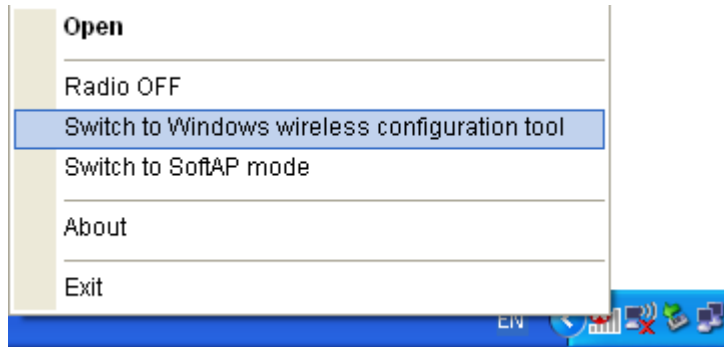 Open
Radio OFF
Switch to Windows wireless configuration tool
Switch to SoftAP mode
About
Exit
EN